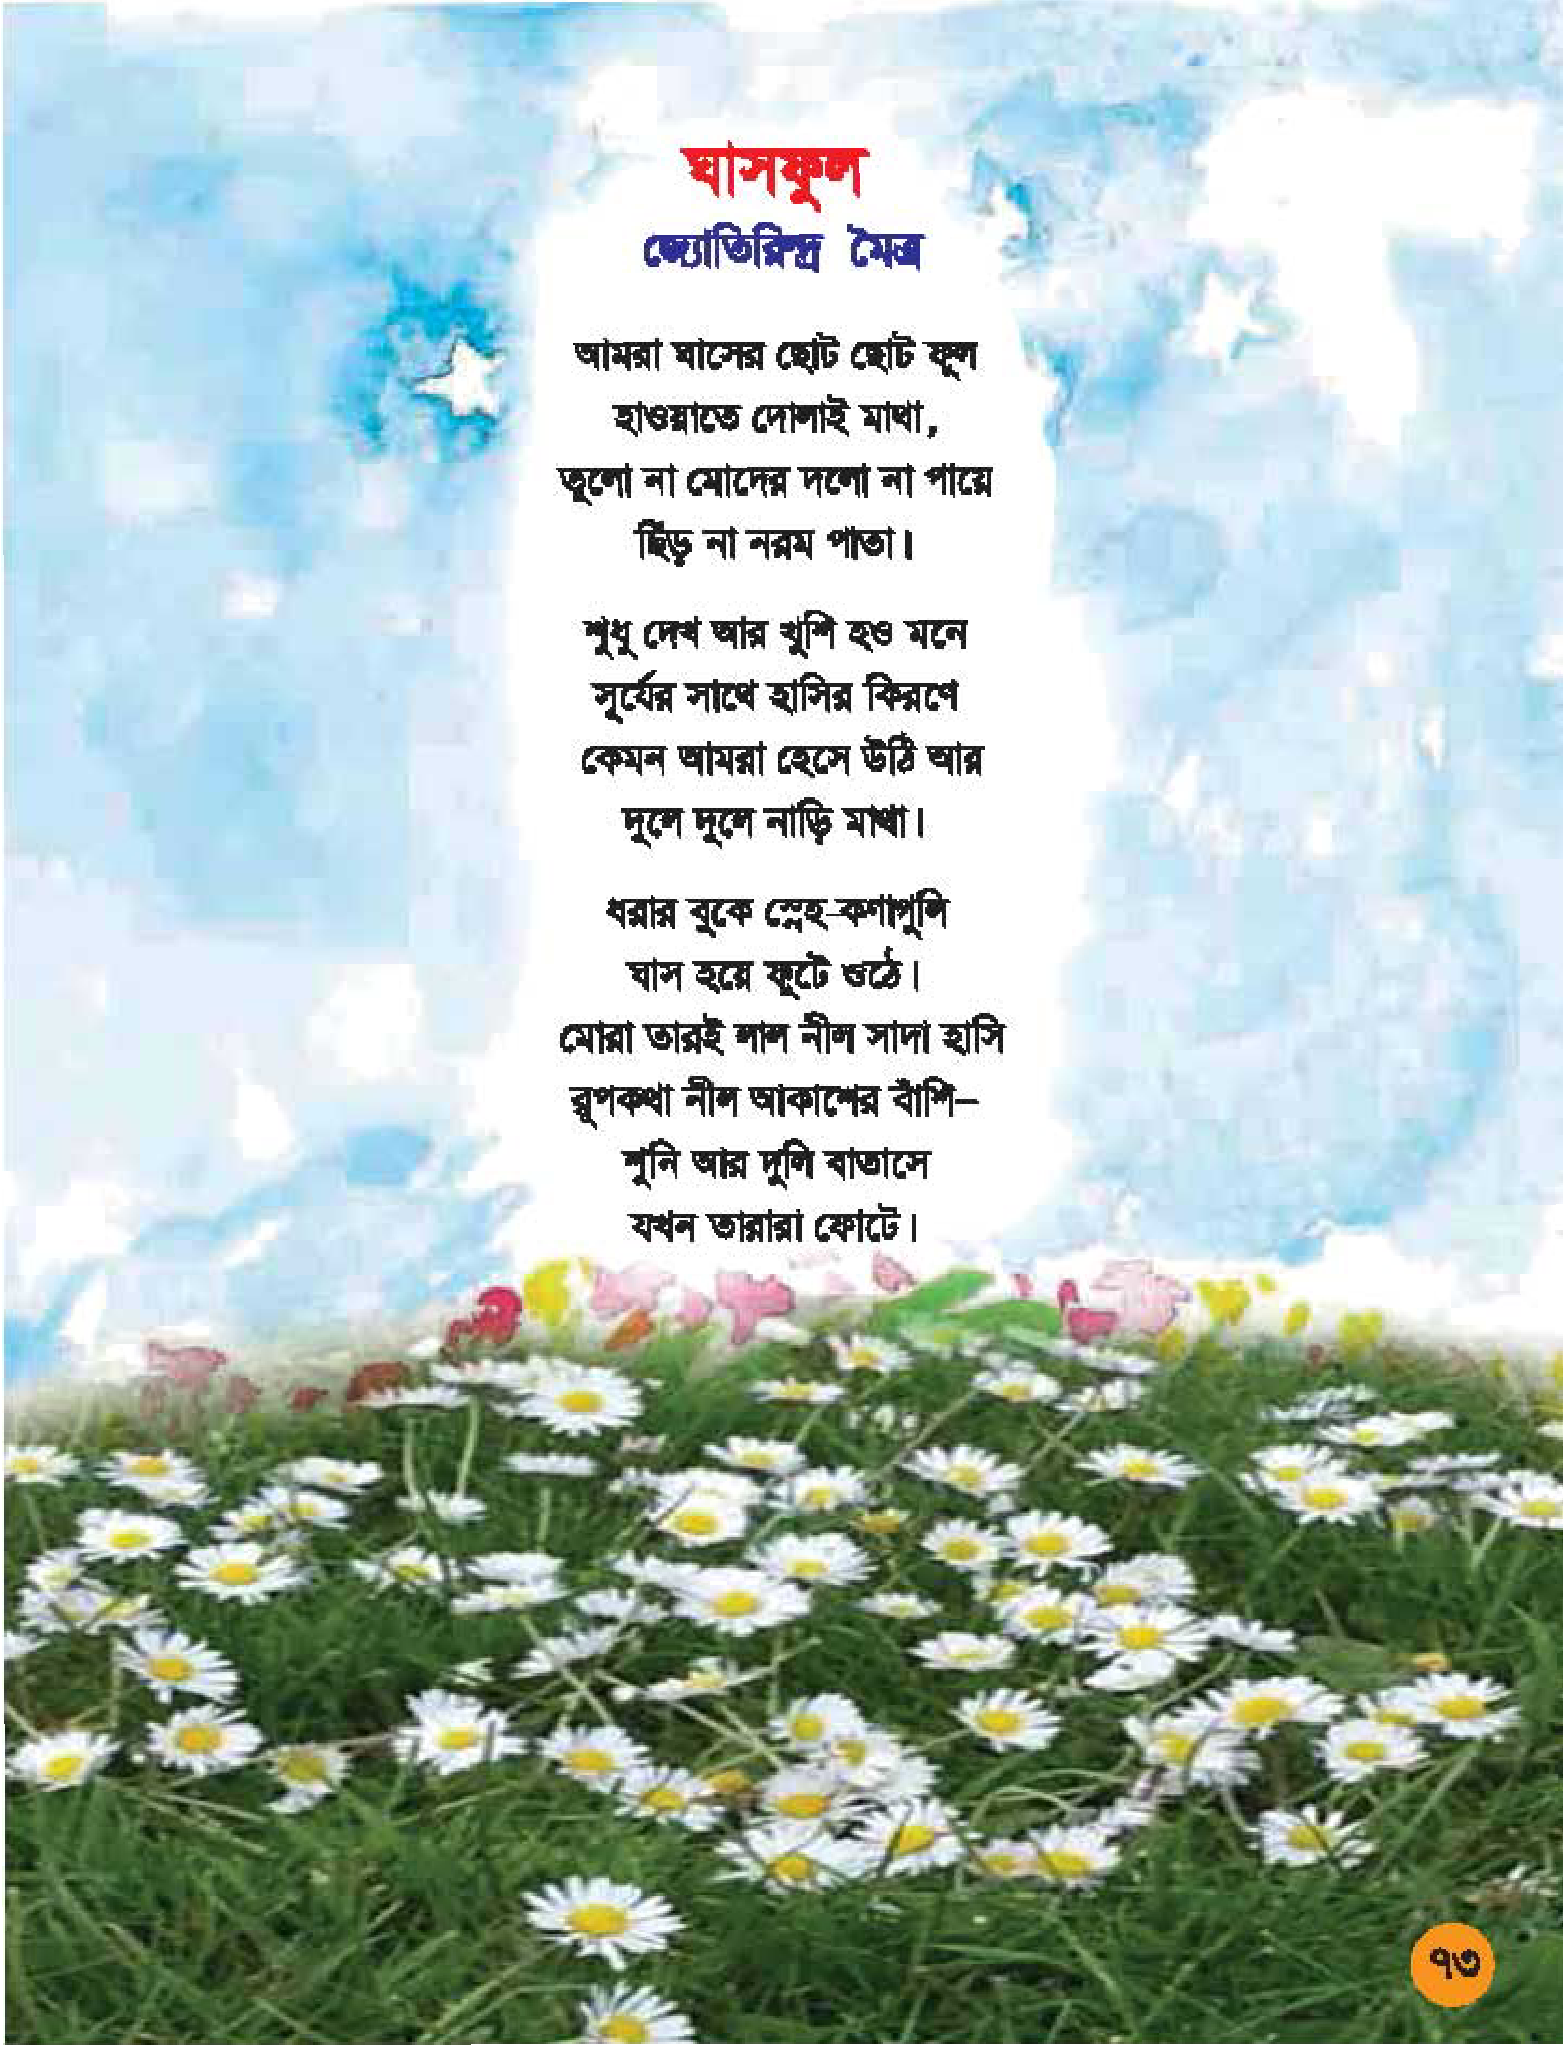 ঘাসফুল
জ্যোতিরিন্দ্র মৈত্র
আমরা ঘাসের ছোট ছোট ফুল
হাওয়াতে দোলাই মাথা,
তুলো না মোদের দলো না পায়ে
ছিঁড় না নরম পাতা।
শুধু দেখ আর খুশি হও মনে
সূর্যের সাথে হাসির কিরণে
কেমন আমরা হেসে উঠি আর
দুলে দুলে নাড়ি মাথা।
ধরার বুকে স্নেহ-কণাগুলি
ঘাস হয়ে ফুটে ওঠে।
মোরা তারই লাল নীল সাদা হাসি
রূপকথা নীল আকাশের বাঁশি—
শুনি আর দুলি বাতাসে
যখন তারারা ফোটে।
৭৩